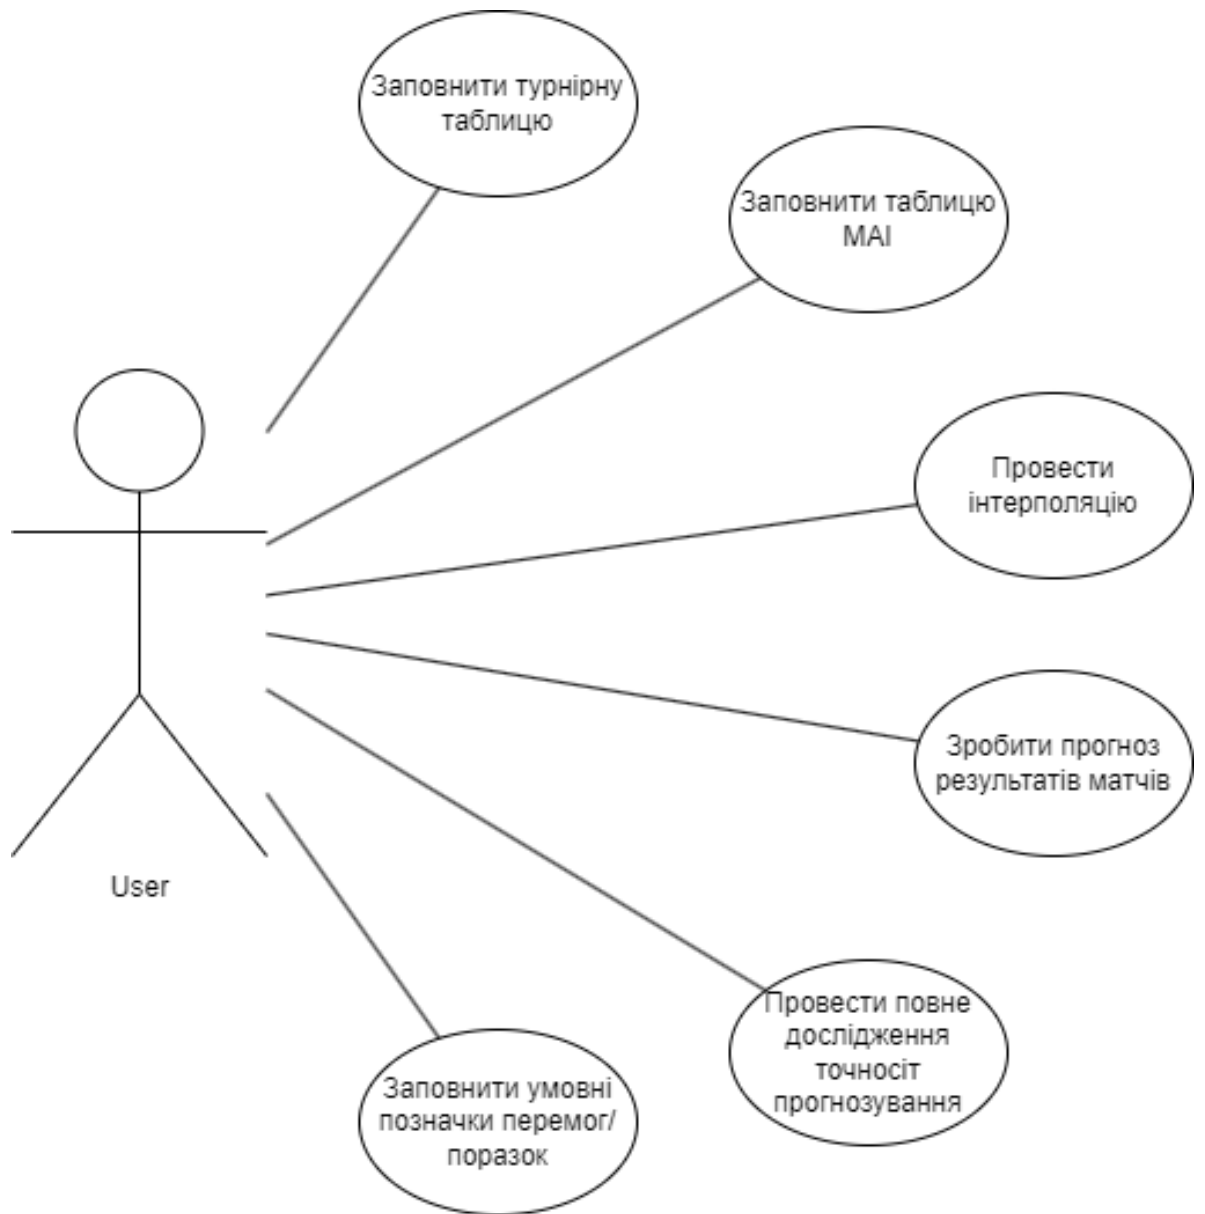 Заповнити турнірну
таблицю
Заповнити таблицю
МАІ
Провести
інтерполяцію
Зробити прогноз
результатів матчів
User
Провести повне
дослідження
точносіт
прогнозування
Заповнити умовні
позначки перемог/
поразок